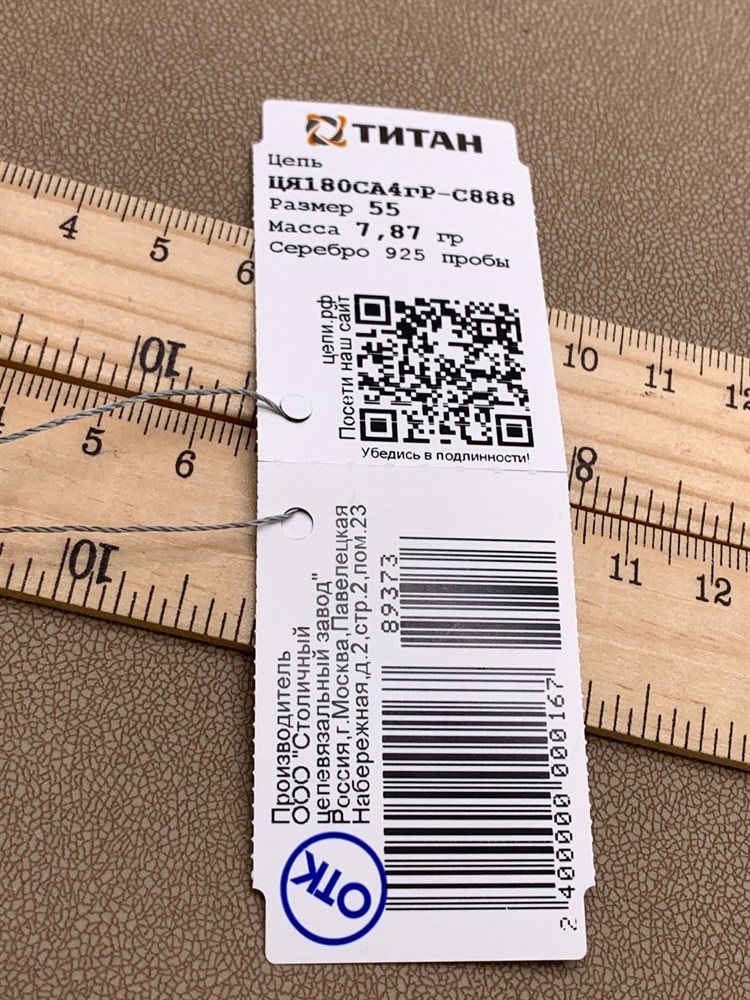 ТИТАН
Цепь
ЦЯ180СА4гР-С888
Размер 55
Масса 7,87 гр
Серебро 925 пробы
цепи.рф
Посети наш сайт
Убедись в подлинности!
Производитель
ООО "Столичный
цепевязальный завод"
Россия,г.Москва,Павелецкая
Набережная,д.2,стр.2,пом.23
89373
2 400000 000167
ОТК
4 5 6
10
10 11 12
5 6
8
10
11 12